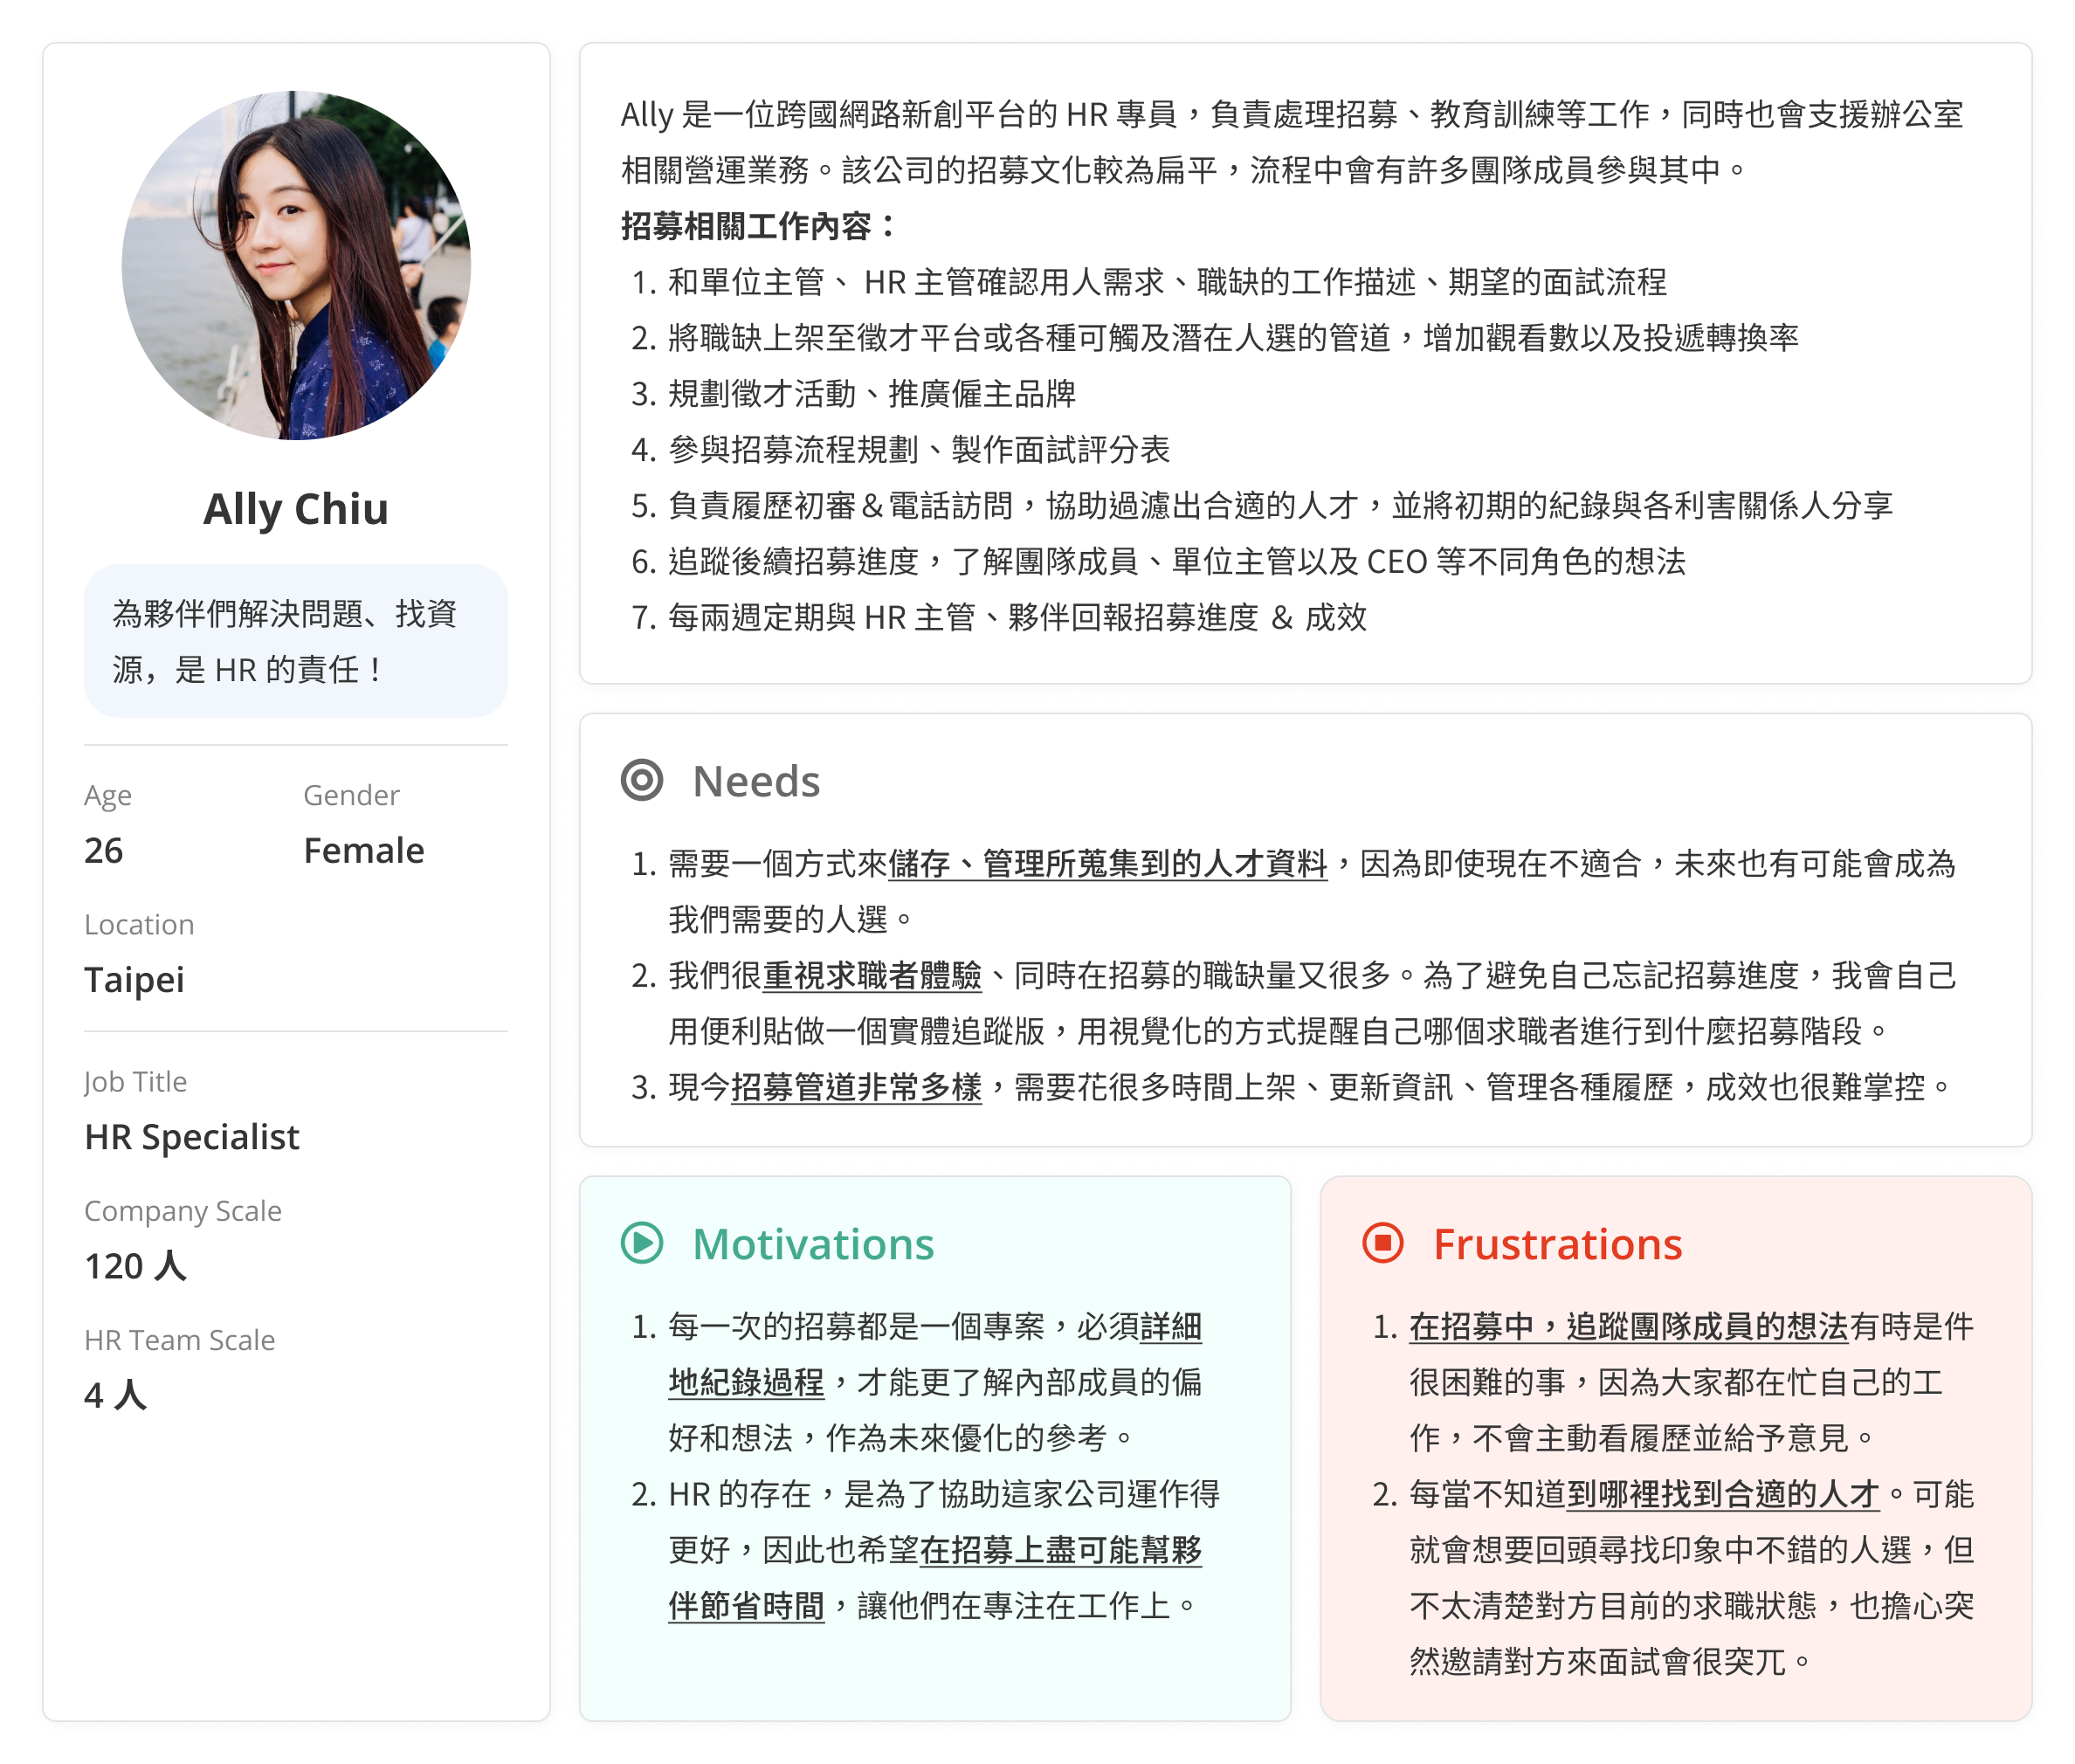 Ally Chiu
為夥伴們解決問題、找資
源，是 HR 的責任！
Age
Gender
26
Female
Location
Taipei
Job Title
HR Specialist
Company Scale
120 人
HR Team Scale
4 人
Ally 是一位跨國網路新創平台的 HR 專員，負責處理招募、教育訓練等工作，同時也會支援辦公室
相關營運業務。該公司的招募文化較為扁平，流程中會有許多團隊成員參與其中。
招募相關工作內容：
1. 和單位主管、 HR 主管確認用人需求、職缺的工作描述、期望的面試流程
2. 將職缺上架至徵才平台或各種可觸及潛在人選的管道，增加觀看數以及投遞轉換率
3. 規劃徵才活動、推廣僱主品牌
4. 參與招募流程規劃、製作面試評分表
5. 負責履歷初審＆電話訪問，協助過濾出合適的人才，並將初期的紀錄與各利害關係人分享
6. 追蹤後續招募進度，了解團隊成員、單位主管以及 CEO 等不同角色的想法
7. 每兩週定期與 HR 主管、夥伴回報招募進度 ＆ 成效
Needs
1. 需要一個方式來儲存、管理所蒐集到的人才資料，因為即使現在不適合，未來也有可能會成為
我們需要的人選。
2. 我們很重視求職者體驗、同時在招募的職缺量又很多。為了避免自己忘記招募進度，我會自己
用便利貼做一個實體追蹤版，用視覺化的方式提醒自己哪個求職者進行到什麼招募階段。
3. 現今招募管道非常多樣，需要花很多時間上架、更新資訊、管理各種履歷，成效也很難掌控。
Motivations
1. 每一次的招募都是一個專案，必須詳細
地紀錄過程，才能更了解內部成員的偏
好和想法，作為未來優化的參考。
2. HR 的存在，是為了協助這家公司運作得
更好，因此也希望在招募上盡可能幫夥
伴節省時間，讓他們在專注在工作上。
Frustrations
1. 在招募中，追蹤團隊成員的想法有時是件
很困難的事，因為大家都在忙自己的工
作，不會主動看履歷並給予意見。
2. 每當不知道到哪裡找到合適的人才。可能
就會想要回頭尋找印象中不錯的人選，但
不太清楚對方目前的求職狀態，也擔心突
然邀請對方來面試會很突兀。